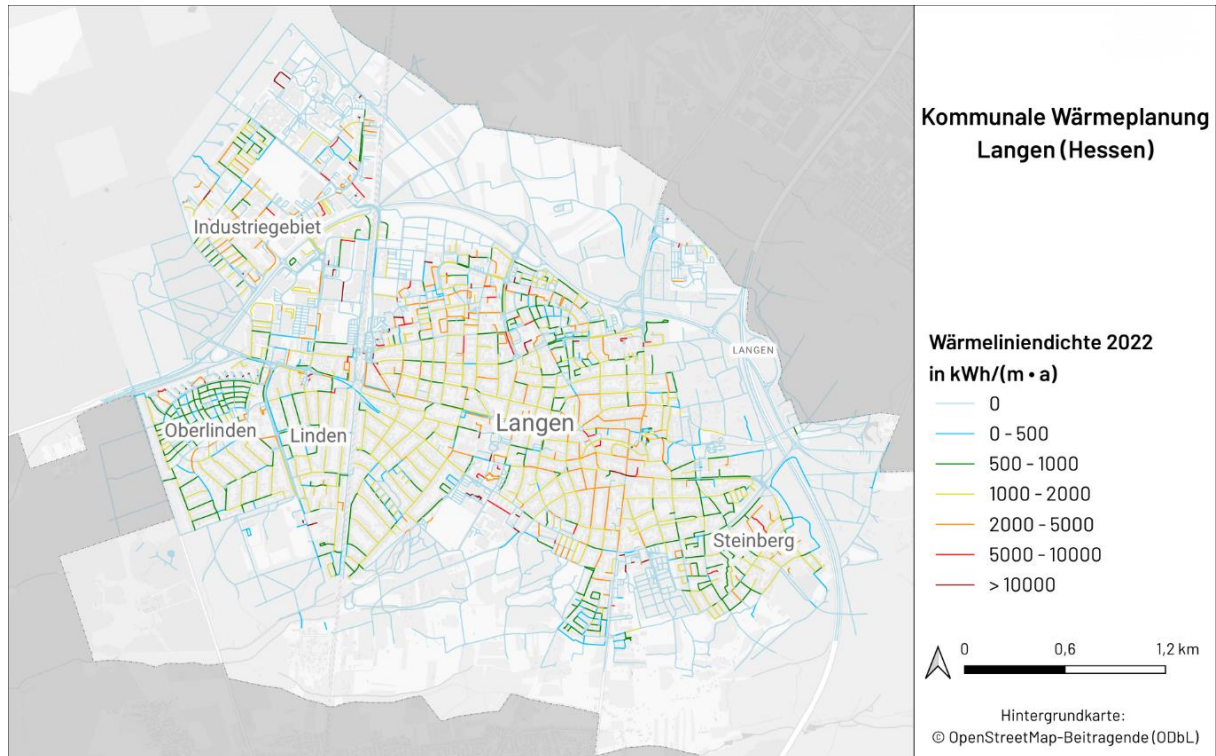 Kommunale Wärmeplanung
Langen (Hessen)
Industriegebiet
LANGEN
Langen
Oberlinden
Linden
Steinberg
Wärmeliniendichte 2022
in kWh/(m • a)
0
0 - 500
500 - 1000
1000 - 2000
2000 - 5000
5000 - 10000
> 10000
0 0,6 1,2 km
Hintergrundkarte:
© OpenStreetMap-Beitragende (ODbL)